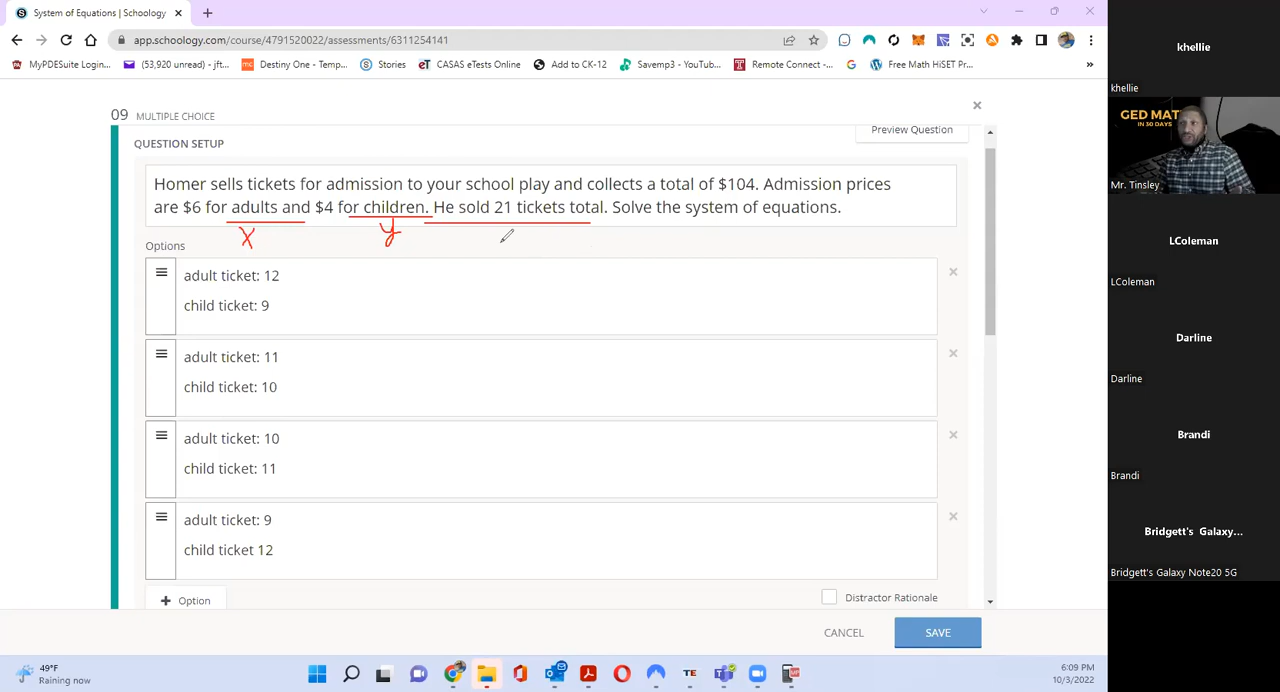 System of Equations | Schoology
app.schoology.com/course/4791520022/assessments/6311254141
MyPDESuite Login...
(53,920 unread) - jft...
Destiny One - Temp...
Stories
CASAS eTests Online
Add to CK-12
Savemp3 - Youtub...
Remote Connect -...
Free Math HiSET Pr...
»
09 MULTIPLE CHOICE
QUESTION SETUP
Preview Question
Homer sells tickets for admission to your school play and collects a total of $104. Admission prices
are $6 for adults and $4 for children. He sold 21 tickets total. Solve the system of equations.
x
y
Options
adult ticket: 12
child ticket: 9
adult ticket: 11
child ticket: 10
adult ticket: 10
child ticket: 11
adult ticket: 9
child ticket 12
+ Option
Distractor Rationale
CANCEL
SAVE
49°F
Raining now
TE
6:09 PM
10/3/2022
khellie
khellie
GED MAT
IN 30 DAYS
Mr. Tinsley
LColeman
LColeman
Darline
Darline
Brandi
Brandi
Bridgett's Galaxy...
Bridgett's Galaxy Note20 5G